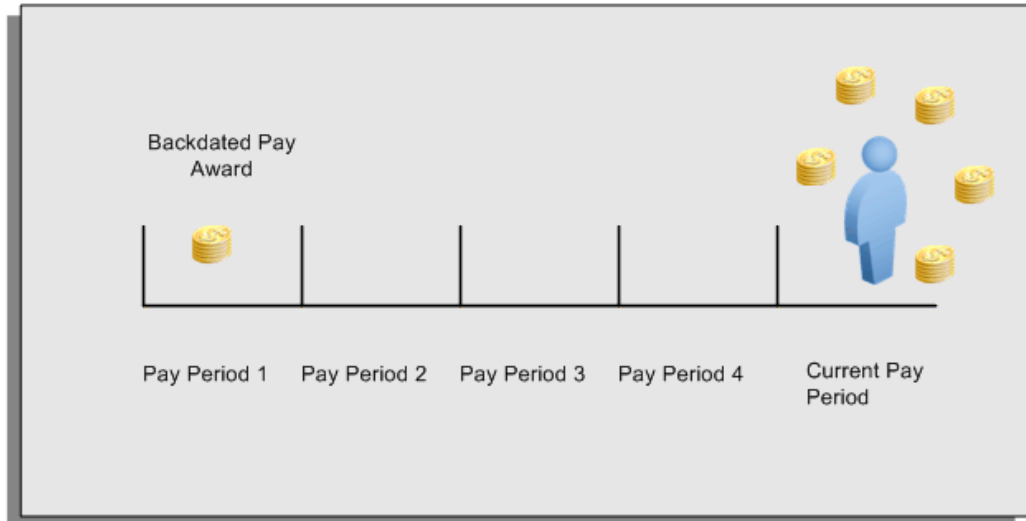 Backdated Pay
Award
Pay Period 1
Pay Period 2
Pay Period 3
Pay Period 4
Current Pay
Period